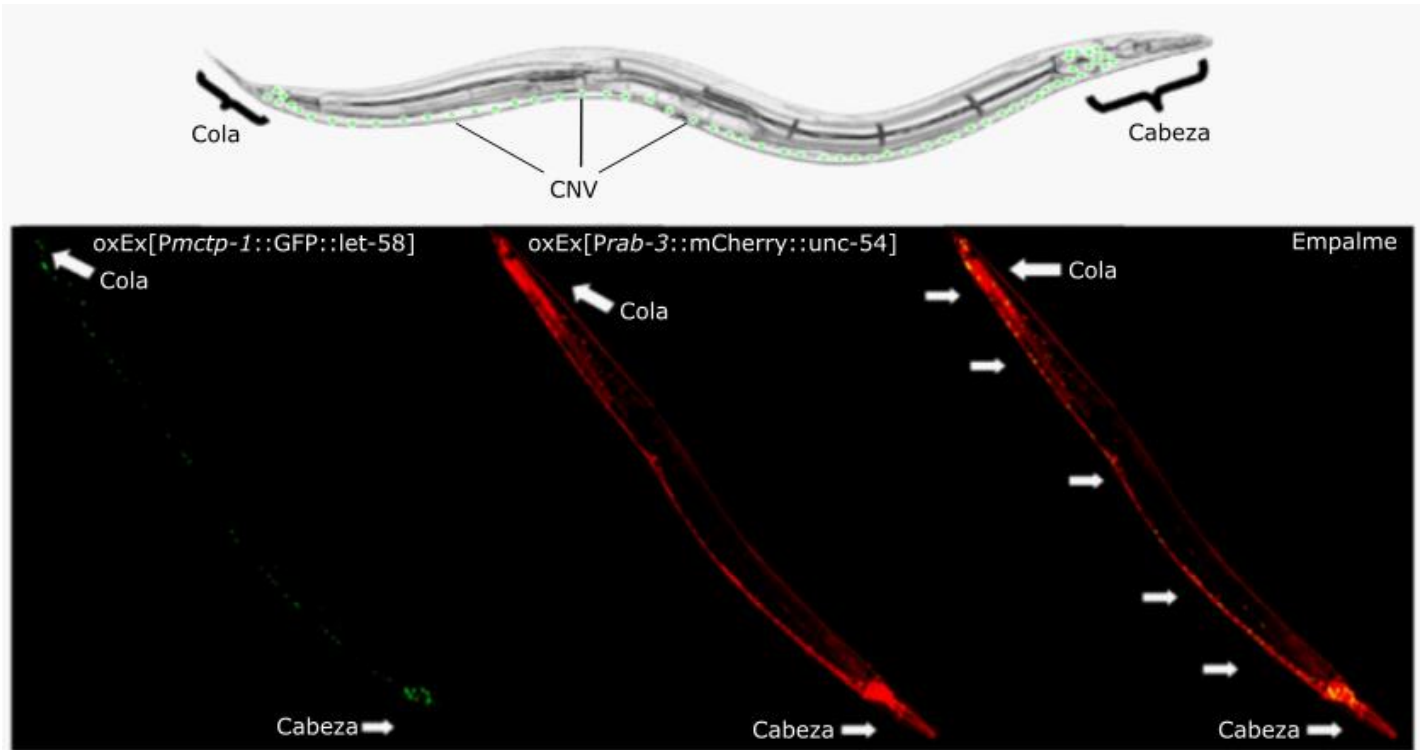 Cola
Cabeza
CNV
oxEx[Pmctp-1::GFP::let-58]
Cola
Cabeza
oxEx[Prab-3::mCherry::unc-54]
Cola
Cabeza
Empalme
Cola
Cabeza